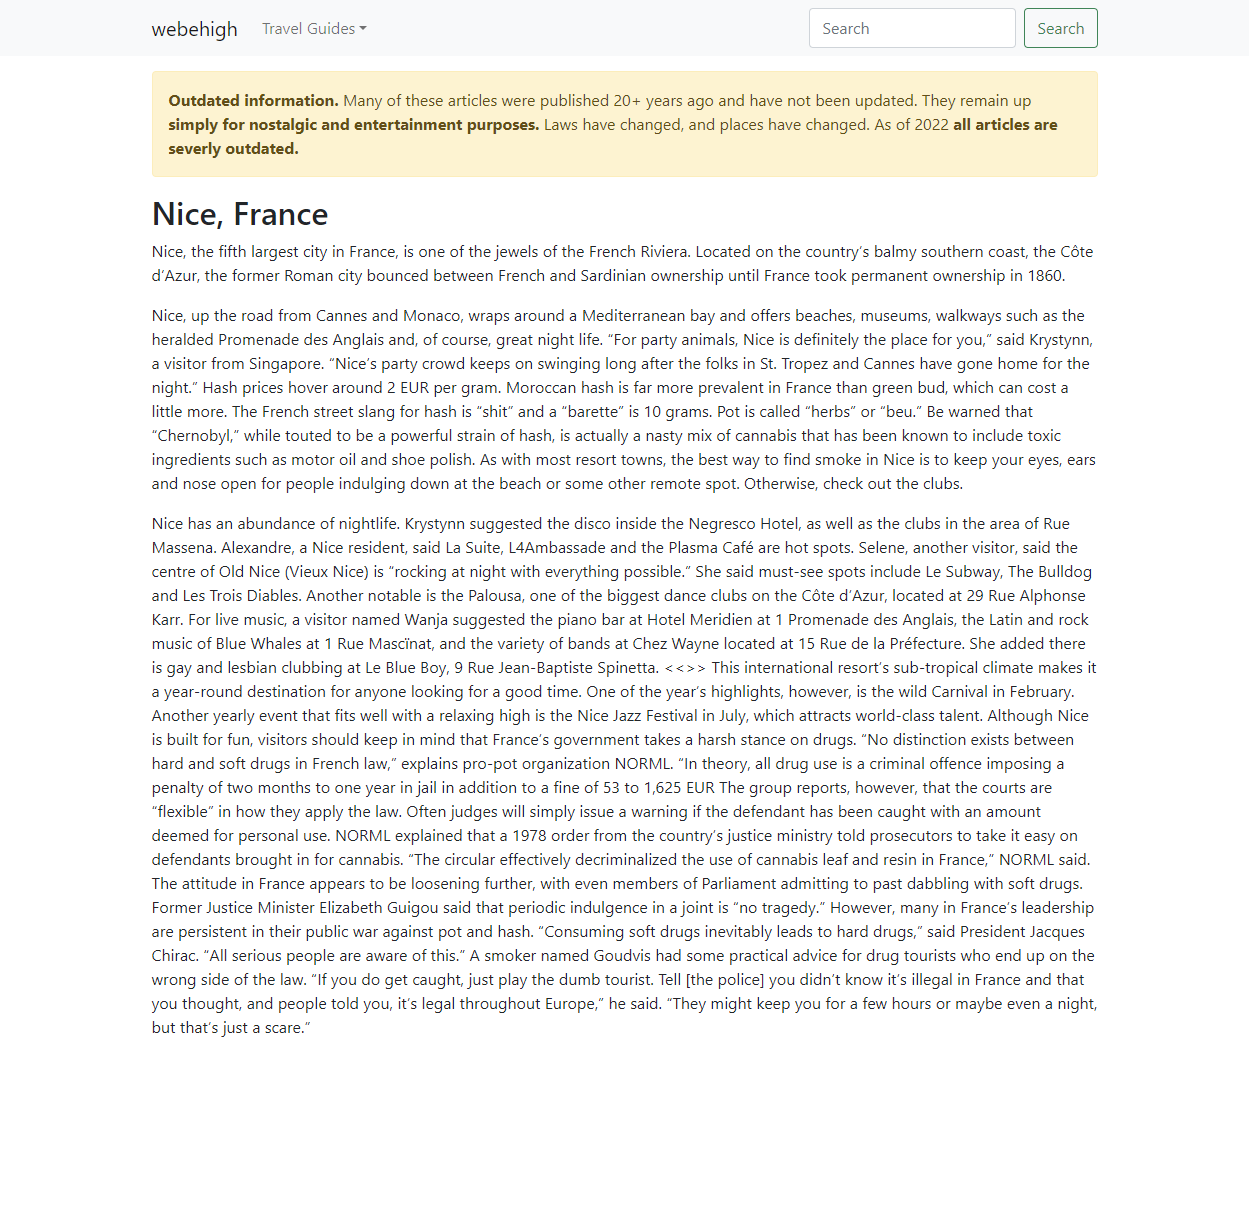 webehigh
Travel Guides
Search
Search
Outdated information. Many of these articles were published 20+ years ago and have not been updated. They remain up
simply for nostalgic and entertainment purposes. Laws have changed, and places have changed. As of 2022 all articles are
severly outdated.
Nice, France
Nice, the fifth largest city in France, is one of the jewels of the French Riviera. Located on the country’s balmy southern coast, the Côte
d’Azur, the former Roman city bounced between French and Sardinian ownership until France took permanent ownership in 1860.
Nice, up the road from Cannes and Monaco, wraps around a Mediterranean bay and offers beaches, museums, walkways such as the
heralded Promenade des Anglais and, of course, great night life. “For party animals, Nice is definitely the place for you,” said Krystynn,
a visitor from Singapore. “Nice’s party crowd keeps on swinging long after the folks in St. Tropez and Cannes have gone home for the
night.” Hash prices hover around 2 EUR per gram. Moroccan hash is far more prevalent in France than green bud, which can cost a
little more. The French street slang for hash is “shit” and a “barette” is 10 grams. Pot is called “herbs” or “beu.” Be warned that
“Chernobyl,” while touted to be a powerful strain of hash, is actually a nasty mix of cannabis that has been known to include toxic
ingredients such as motor oil and shoe polish. As with most resort towns, the best way to find smoke in Nice is to keep your eyes, ears
and nose open for people indulging down at the beach or some other remote spot. Otherwise, check out the clubs.
Nice has an abundance of nightlife. Krystynn suggested the disco inside the Negresco Hotel, as well as the clubs in the area of Rue
Massena. Alexandre, a Nice resident, said La Suite, L4Ambassade and the Plasma Café are hot spots. Selene, another visitor, said the
centre of Old Nice (Vieux Nice) is “rocking at night with everything possible.” She said must-see spots include Le Subway, The Bulldog
and Les Trois Diables. Another notable is the Palousa, one of the biggest dance clubs on the Côte d’Azur, located at 29 Rue Alphonse
Karr. For live music, a visitor named Wanja suggested the piano bar at Hotel Meridien at 1 Promenade des Anglais, the Latin and rock
music of Blue Whales at 1 Rue Mascïnat, and the variety of bands at Chez Wayne located at 15 Rue de la Préfecture. She added there
is gay and lesbian clubbing at Le Blue Boy, 9 Rue Jean-Baptiste Spinetta. <<>> This international resort’s sub-tropical climate makes it
a year-round destination for anyone looking for a good time. One of the year’s highlights, however, is the wild Carnival in February.
Another yearly event that fits well with a relaxing high is the Nice Jazz Festival in July, which attracts world-class talent. Although Nice
is built for fun, visitors should keep in mind that France’s government takes a harsh stance on drugs. “No distinction exists between
hard and soft drugs in French law,” explains pro-pot organization NORML. “In theory, all drug use is a criminal offence imposing a
penalty of two months to one year in jail in addition to a fine of 53 to 1,625 EUR The group reports, however, that the courts are
“flexible” in how they apply the law. Often judges will simply issue a warning if the defendant has been caught with an amount
deemed for personal use. NORML explained that a 1978 order from the country’s justice ministry told prosecutors to take it easy on
defendants brought in for cannabis. “The circular effectively decriminalized the use of cannabis leaf and resin in France,” NORML said.
The attitude in France appears to be loosening further, with even members of Parliament admitting to past dabbling with soft drugs.
Former Justice Minister Elizabeth Guigou said that periodic indulgence in a joint is “no tragedy.” However, many in France’s leadership
are persistent in their public war against pot and hash. “Consuming soft drugs inevitably leads to hard drugs,” said President Jacques
Chirac. “All serious people are aware of this.” A smoker named Goudvis had some practical advice for drug tourists who end up on the
wrong side of the law. “If you do get caught, just play the dumb tourist. Tell [the police] you didn’t know it’s illegal in France and that
you thought, and people told you, it’s legal throughout Europe,” he said. “They might keep you for a few hours or maybe even a night,
but that’s just a scare.”